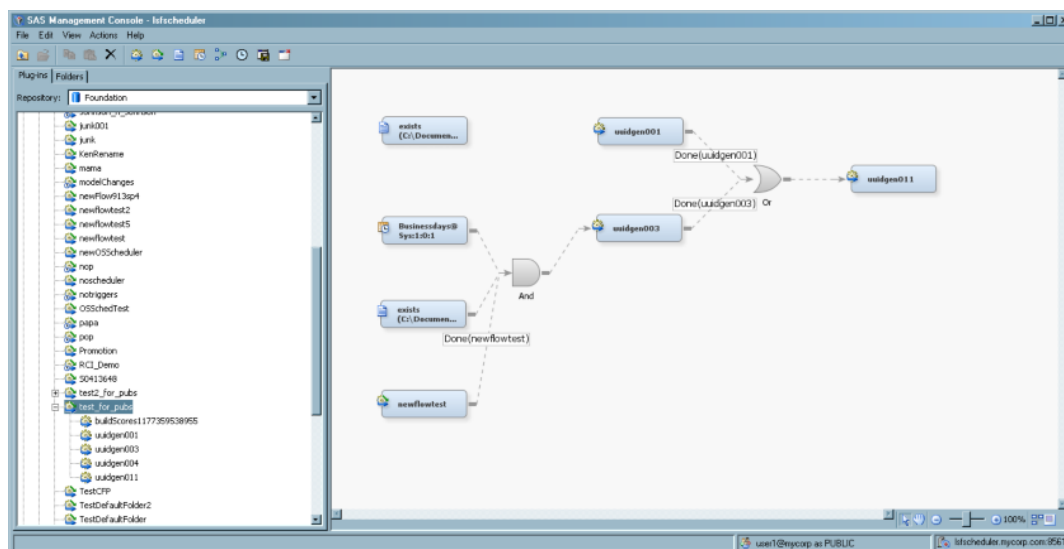 SAS Management Console - lsfscheduler
File Edit View Actions Help
Plug-ins Folders
Repository: Foundation
junk001
junk
KenRename
mama
modelChanges
newFlow913sp4
newflowtest2
newflowtest5
newflowtest
newOSScheduler
nop
noscheduler
notriggers
OSSchedTest
papa
pop
Promotion
RCI_Demo
S0413648
test2_for_pubs
test_for_pubs
buildScores1177359538955
uuidgen001
uuidgen003
uuidgen004
uuidgen011
TestCFP
TestDefaultFolder2
TestDefaultFolder
exists
(C:\Documen...
uuidgen001
Done(uuidgen001)
uuidgen011
Or
Done(uuidgen003)
Businessdays@
Sys:1:0:1
uuidgen003
And
exists
(C:\Documen...
Done(newflowtest)
newflowtest
100%
user1@mycorp as PUBLIC
lsfscheduler.mycorp.com:856